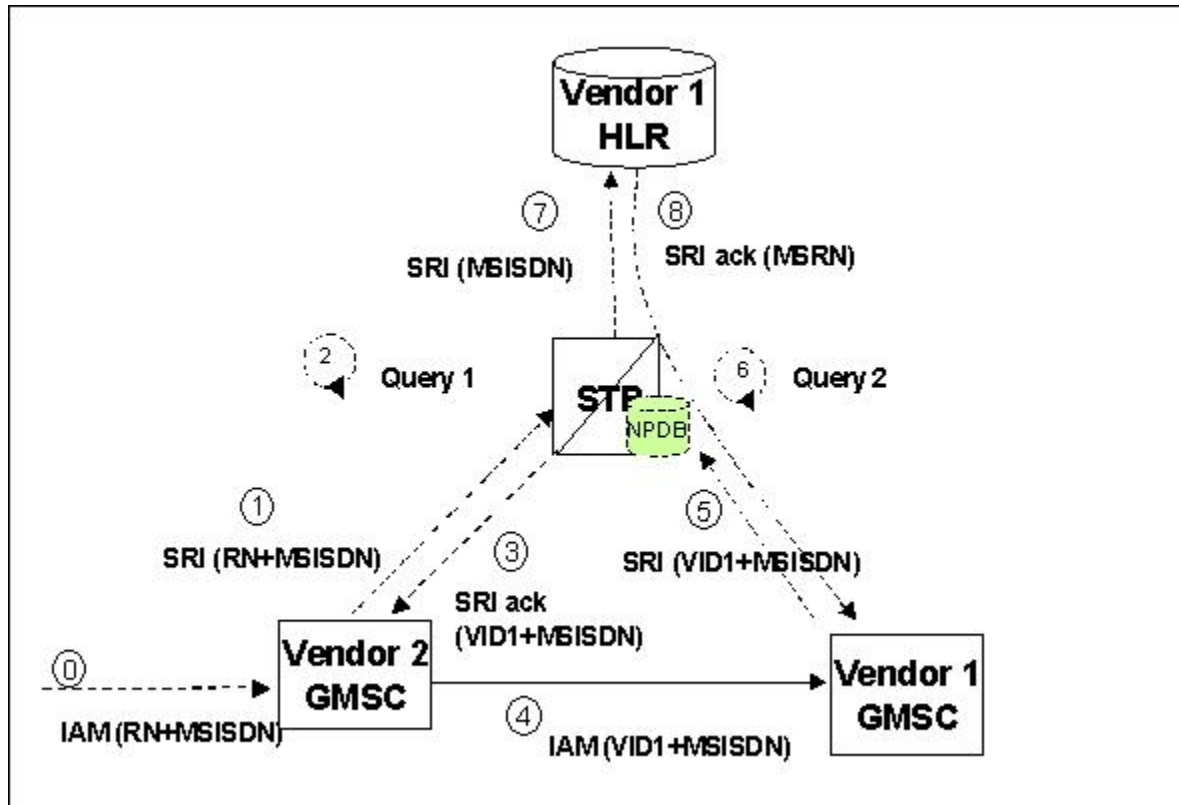 Vendor 1
HLR
7
8
SRI (MSISDN)
SRI ack (MSRN)
2
Query 1
STP
NPDB
6
Query 2
1
SRI (RN+MSISDN)
3
SRI ack
(VID1+MSISDN)
5
SRI (VID1+MSISDN)
0
IAM (RN+MSISDN)
Vendor 2
GMSC
4
IAM (VID1+MSISDN)
Vendor 1
GMSC